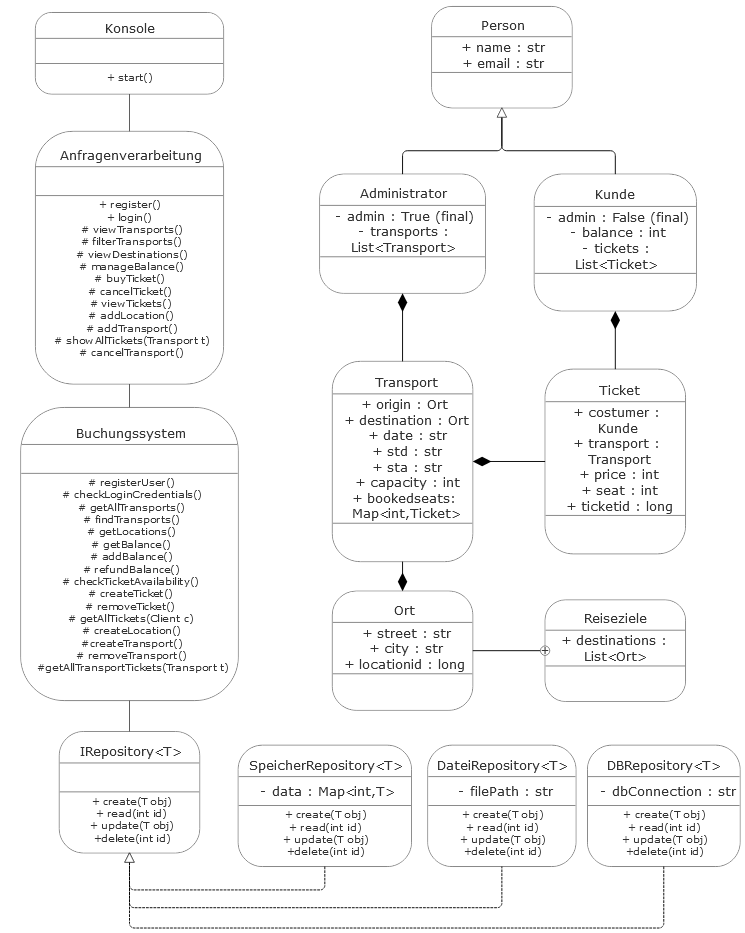 Konsole
+ start()
Anfragenverarbeitung
+ register()
+ login()
# viewTransports()
# filterTransports()
# viewDestinations()
# manageBalance()
# buyTicket()
# cancelTicket()
# viewTickets()
# addLocation()
# addTransport()
# showAllTickets(Transport t)
# cancelTransport()
Buchungssystem
# registerUser()
# checkLoginCredentials()
# getAllTransports()
# findTransports()
# getLocations()
# getBalance()
# addBalance()
# refundBalance()
# checkTicketAvailability()
# createTicket()
# removeTicket()
# getAllTickets(Client c)
# createLocation()
#createTransport()
# removeTransport()
#getAllTransportTickets(Transport t)
Person
+ name : str
+ email : str
Administrator
- admin : True (final)
- transports :
List<Transport>
Kunde
- admin : False (final)
- balance : int
- tickets :
List<Ticket>
Transport
+ origin : Ort
+ destination : Ort
+ date : str
+ std : str
+ sta : str
+ capacity : int
+ bookedseats:
Map<int,Ticket>
Ticket
+ costumer :
Kunde
+ transport :
Transport
+ price : int
+ seat : int
+ ticketid : long
Ort
+ street : str
+ city : str
+ locationid : long
Reiseziele
+ destinations :
List<Ort>
IRepository<T>
+ create(T obj)
+ read(int id)
+ update(T obj)
+delete(int id)
SpeicherRepository<T>
- data : Map<int,T>
+ create(T obj)
+ read(int id)
+ update(T obj)
+delete(int id)
DateiRepository<T>
- filePath : str
+ create(T obj)
+ read(int id)
+ update(T obj)
+delete(int id)
DBRepository<T>
- dbConnection : str
+ create(T obj)
+ read(int id)
+ update(T obj)
+delete(int id)